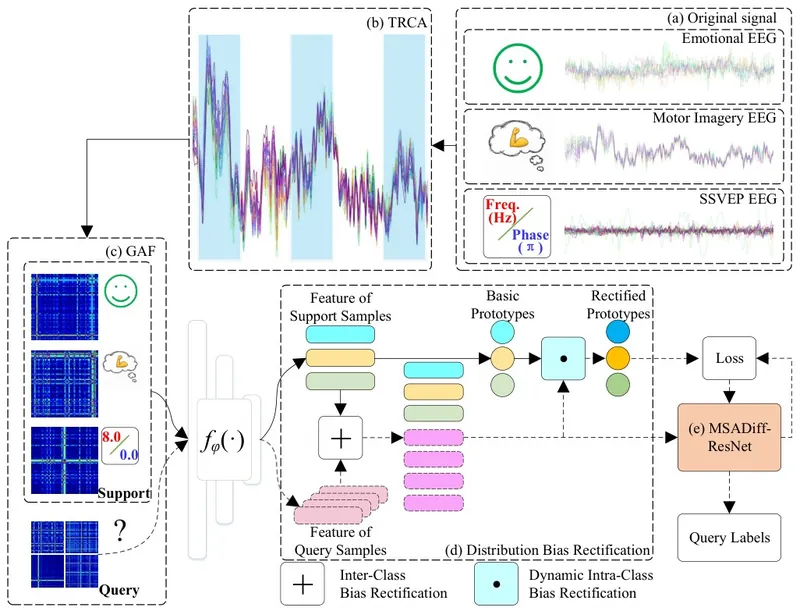 (b) TRCA
(a) Original signal
Emotional EEG
Motor Imagery EEG
SSVEP EEG
Freq.
(Hz)
Phase
(π)
(c) GAF
8.0
0.0
Support
?
Query
fφ(·)
Feature of
Support Samples
Basic
Prototypes
Rectified
Prototypes
+
•
Feature of
Query Samples
(d) Distribution Bias Rectification
Loss
(e) MSADiff-
ResNet
Query Labels
+
Inter-Class
Bias Rectification
•
Dynamic Intra-Class
Bias Rectification